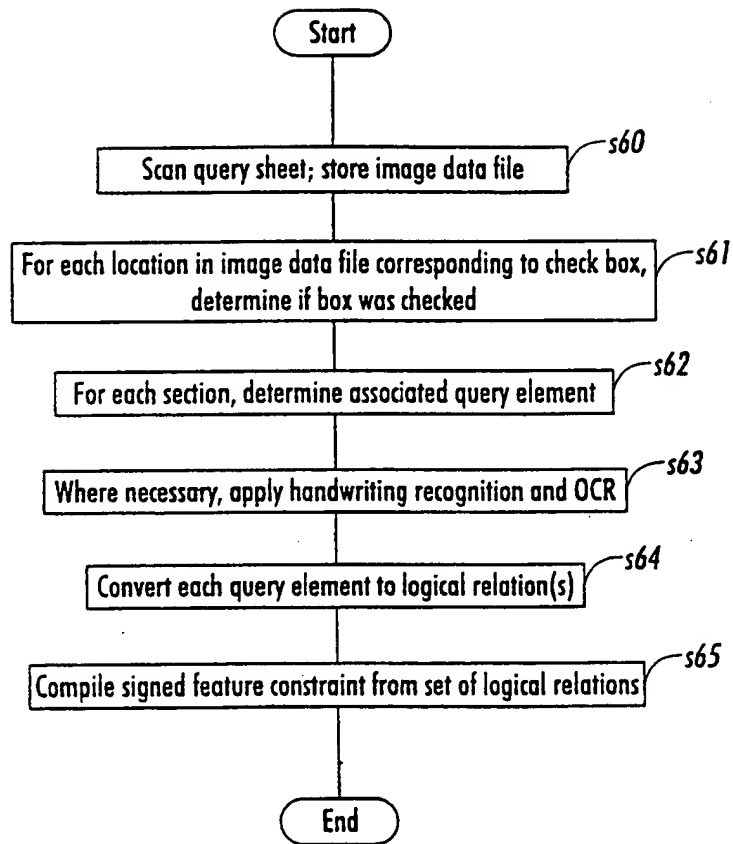 Start
s60
Scan query sheet; store image data file
s61
For each location in image data file corresponding to check box,
determine if box was checked
s62
For each section, determine associated query element
s63
Where necessary, apply handwriting recognition and OCR
s64
Convert each query element to logical relation(s)
s65
Compile signed feature constraint from set of logical relations
End